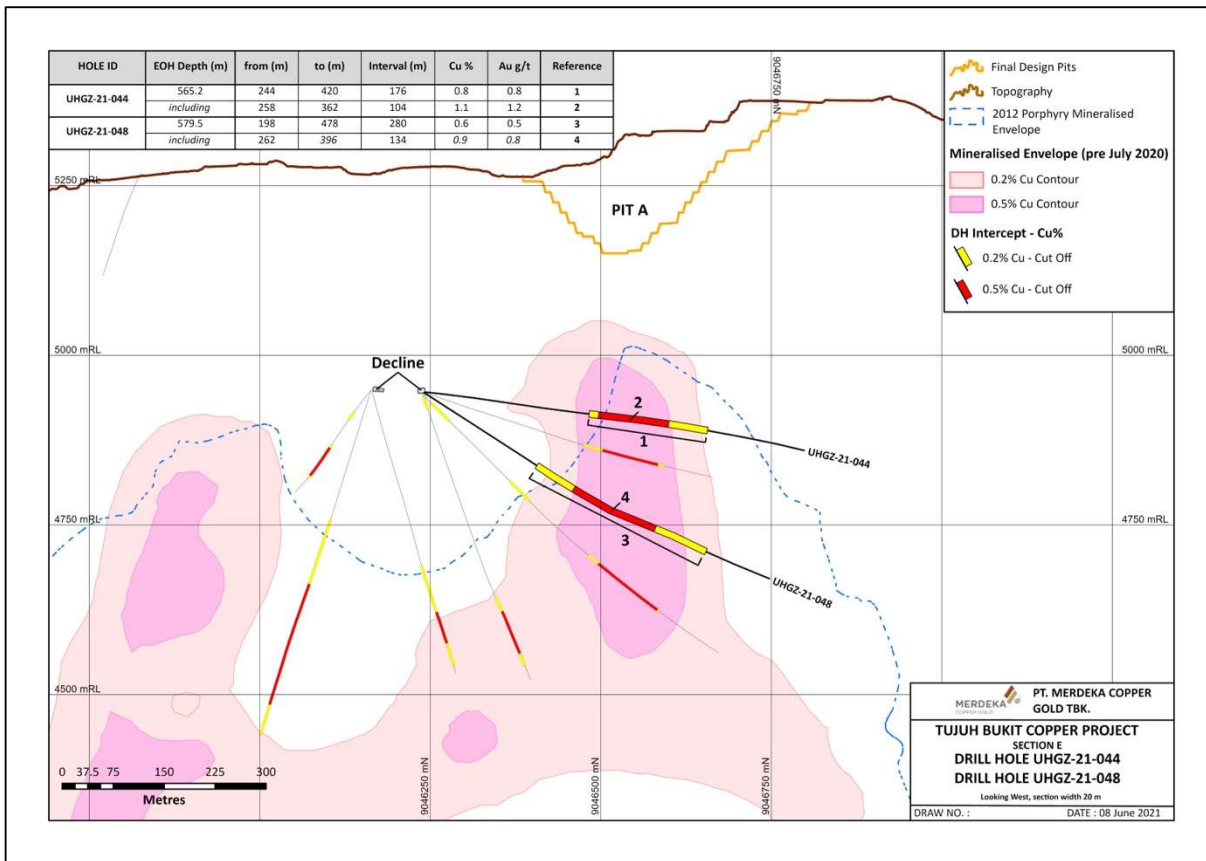 HOLE ID EOH Depth (m) from (m) to (m) Interval (m) Cu % Au g/t Reference
UHGZ-21-044 565.2 244 420 176 0.8 0.8 1
including 258 362 104 1.1 1.2 2
UHGZ-21-048 579.5 198 478 280 0.6 0.5 3
including 262 396 134 0.9 0.8 4
9046750 mN
Final Design Pits
Topography
2012 Porphyry Mineralised
Envelope
Mineralised Envelope (pre July 2020)
0.2% Cu Contour
0.5% Cu Contour
DH Intercept - Cu%
0.2% Cu - Cut Off
0.5% Cu - Cut Off
5250 mRL
PIT A
5000 mRL
5000 mRL
Decline
2
1
UHGZ-21-044
4
3
4750 mRL
4750 mRL
UHGZ-21-048
4500 mRL
4500 mRL
9046250 mN
9046500 mN
9046750 mN
0 37.5 75 150 225 300
Metres
MERDEKA
COPPER GOLD
PT. MERDEKA COPPER
GOLD TBK.
TUJUH BUKIT COPPER PROJECT
SECTION E
DRILL HOLE UHGZ-21-044
DRILL HOLE UHGZ-21-048
Looking West, section width 20 m
DRAW NO. : DATE : 08 June 2021